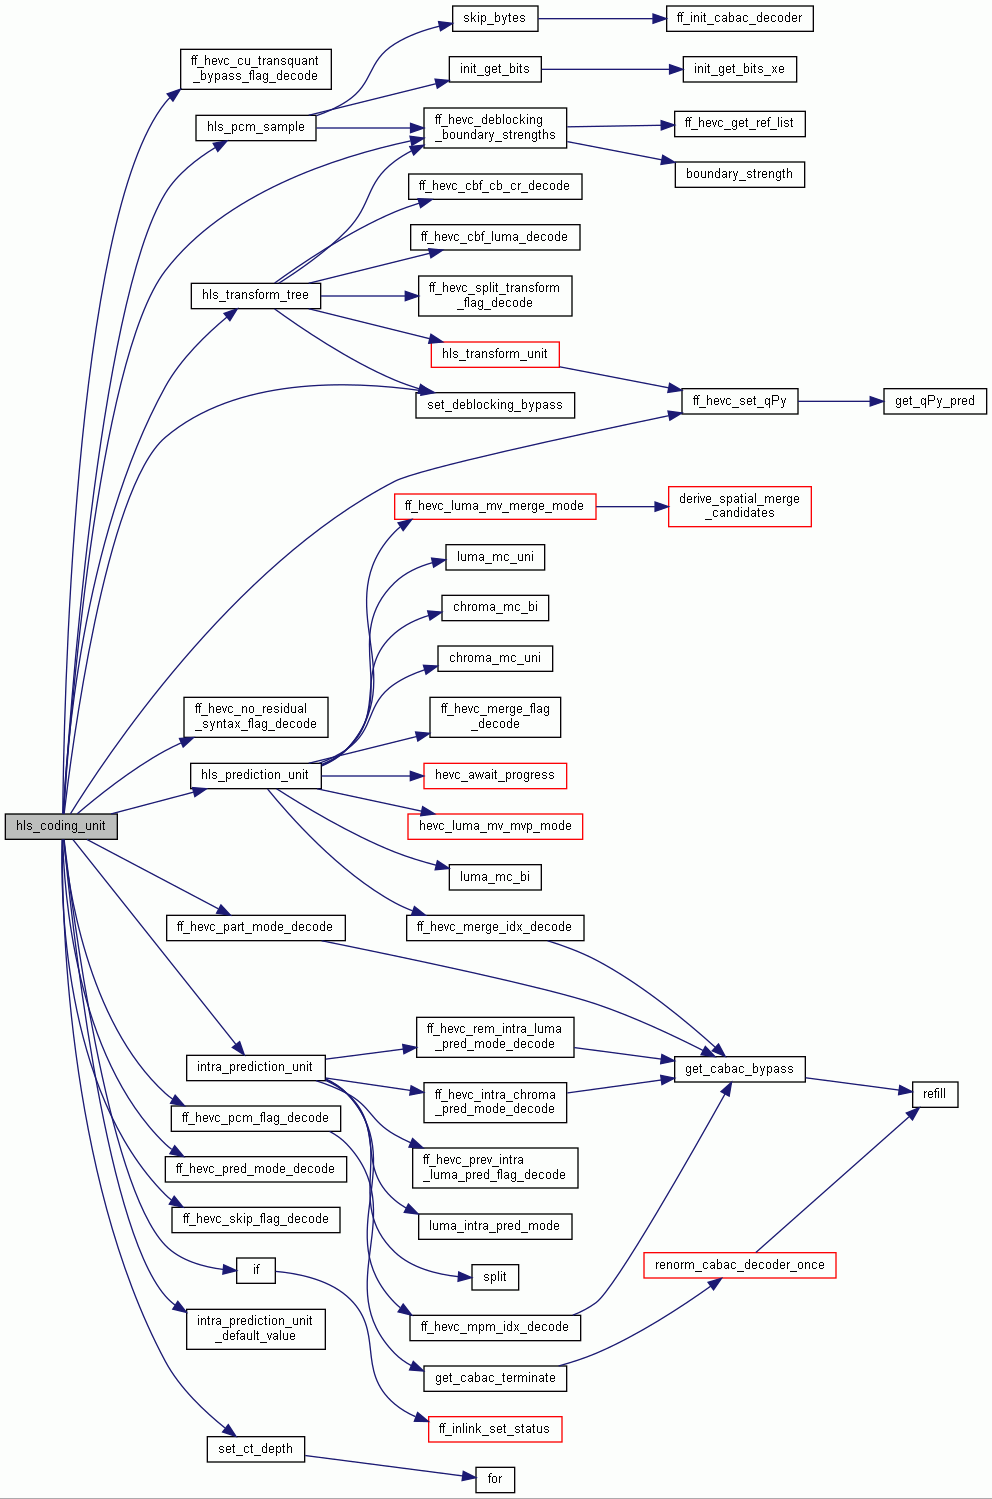 skip_bytes
ff_init_cabac_decoder
ff_hevc_cu_transquant
_bypass_flag_decode
init_get_bits
init_get_bits_xe
hls_pcm_sample
ff_hevc_deblocking
_boundary_strengths
ff_hevc_get_ref_list
boundary_strength
ff_hevc_cbf_cb_cr_decode
ff_hevc_cbf_luma_decode
hls_transform_tree
ff_hevc_split_transform
_flag_decode
hls_transform_unit
set_deblocking_bypass
ff_hevc_set_qPy
get_qPy_pred
ff_hevc_luma_mv_merge_mode
derive_spatial_merge
_candidates
luma_mc_uni
chroma_mc_bi
chroma_mc_uni
ff_hevc_no_residual
_syntax_flag_decode
ff_hevc_merge_flag
_decode
hls_prediction_unit
hevc_await_progress
hls_coding_unit
hevc_luma_mv_mvp_mode
luma_mc_bi
ff_hevc_part_mode_decode
ff_hevc_merge_idx_decode
ff_hevc_rem_intra_luma
_pred_mode_decode
intra_prediction_unit
get_cabac_bypass
ff_hevc_intra_chroma
_pred_mode_decode
refill
ff_hevc_pcm_flag_decode
ff_hevc_prev_intra
_luma_pred_flag_decode
ff_hevc_pred_mode_decode
ff_hevc_skip_flag_decode
luma_intra_pred_mode
if
split
renorm_cabac_decoder_once
intra_prediction_unit
_default_value
ff_hevc_mpm_idx_decode
get_cabac_terminate
ff_inlink_set_status
set_ct_depth
for